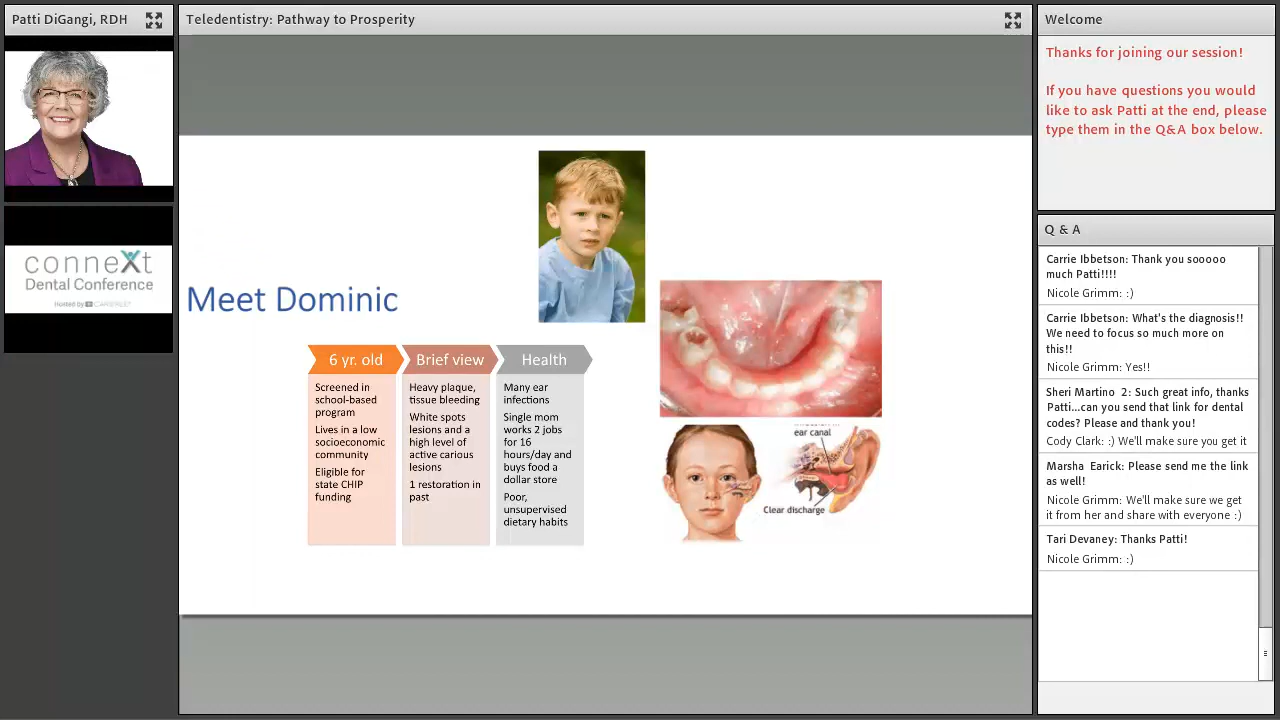 Patti DiGangi, RDH
Teledentistry: Pathway to Prosperity
Welcome
Thanks for joining our session!
If you have questions you would
like to ask Patti at the end, please
type them in the Q&A box below.
conneXt
Dental Conference
Hosted by
Meet Dominic
6 yr. old
Screened in
school-based
program
Lives in a low
socioeconomic
community
Eligible for
state CHIP
funding
Brief view
Heavy plaque,
tissue bleeding
White spots
lesions and a
high level of
active carious
lesions
1 restoration in
past
Health
Many ear
infections
Single mom
works 2 jobs
for 16
hours/day and
buys food a
dollar store
Poor,
unsupervised
dietary habits
ear canal
Clear discharge
Q & A
Carrie Ibbetson: Thank you sooooo
much Patti!!!!
Nicole Grimm: :)
Carrie Ibbetson: What's the diagnosis!!
We need to focus so much more on
this!!
Nicole Grimm: Yes!!
Sheri Martino 2: Such great info, thanks
Patti...can you send that link for dental
codes? Please and thank you!
Cody Clark: :) We'll make sure you get it
Marsha Earick: Please send me the link
as well!
Nicole Grimm: We'll make sure we get
it from her and share with everyone :)
Tari Devaney: Thanks Patti!
Nicole Grimm: :)